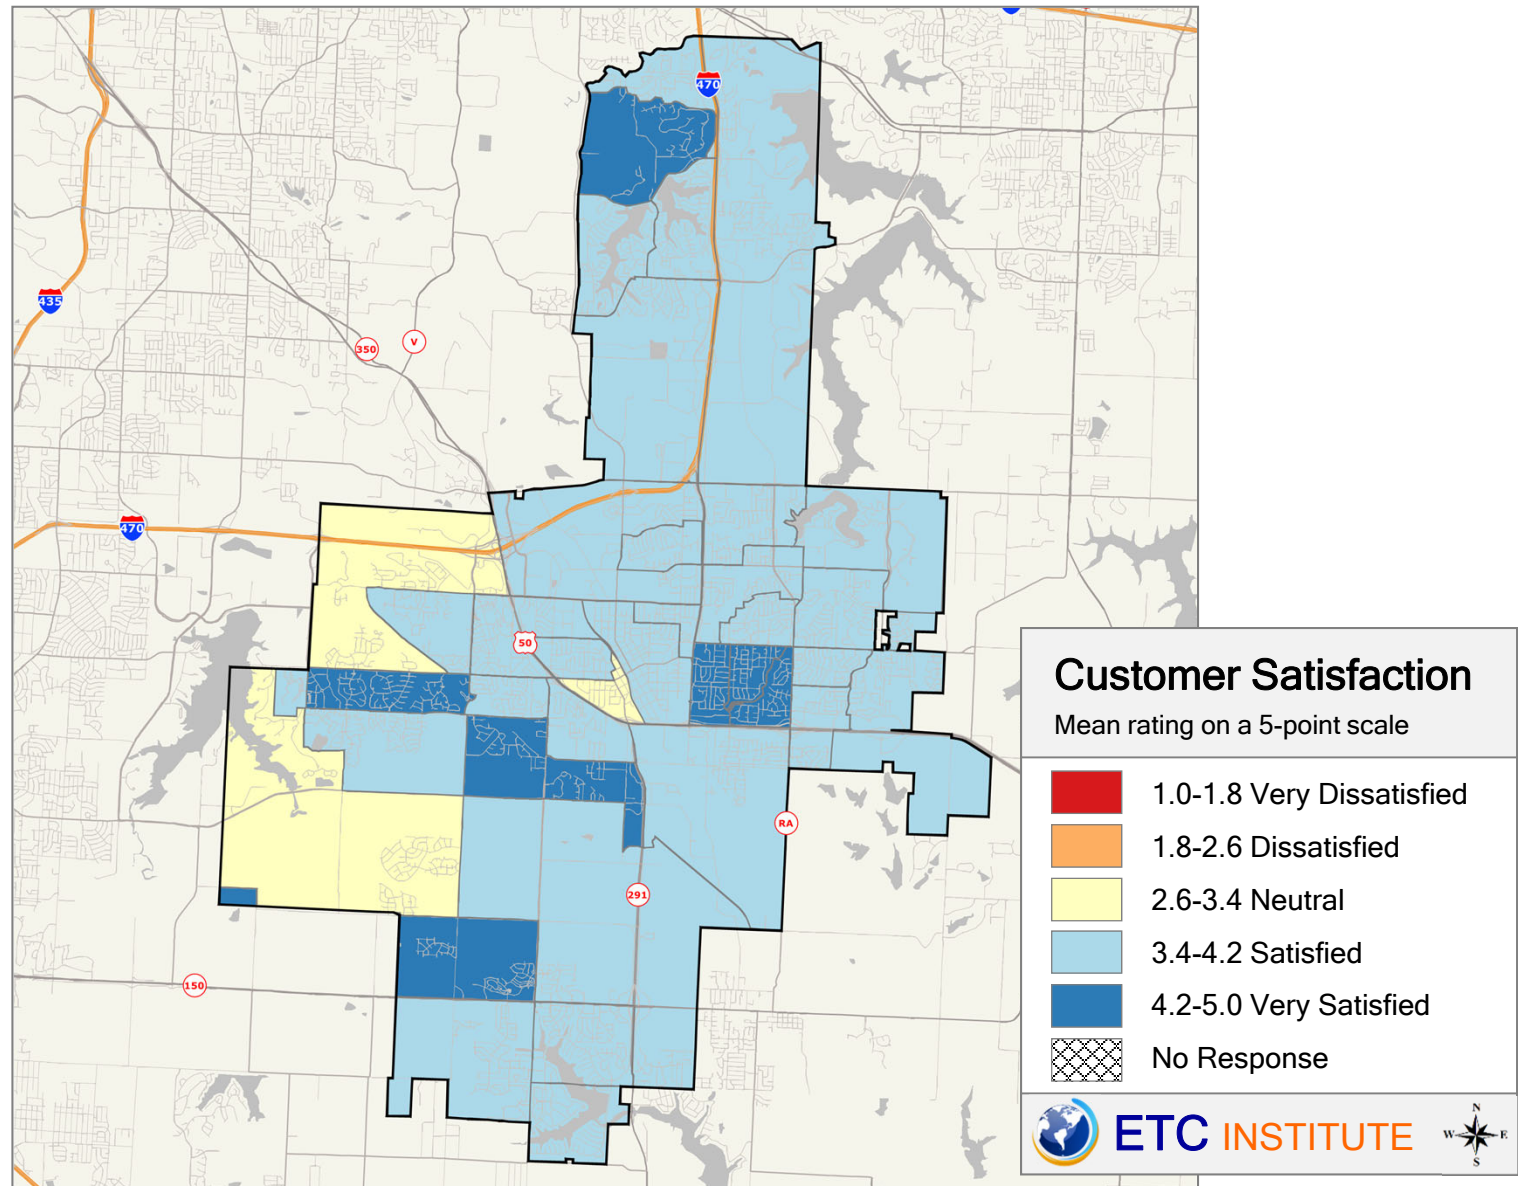 470
435
350
V
470
50
RA
291
150
Customer Satisfaction
Mean rating on a 5-point scale
1.0-1.8 Very Dissatisfied
1.8-2.6 Dissatisfied
2.6-3.4 Neutral
3.4-4.2 Satisfied
4.2-5.0 Very Satisfied
No Response
ETC INSTITUTE
N
W E
S